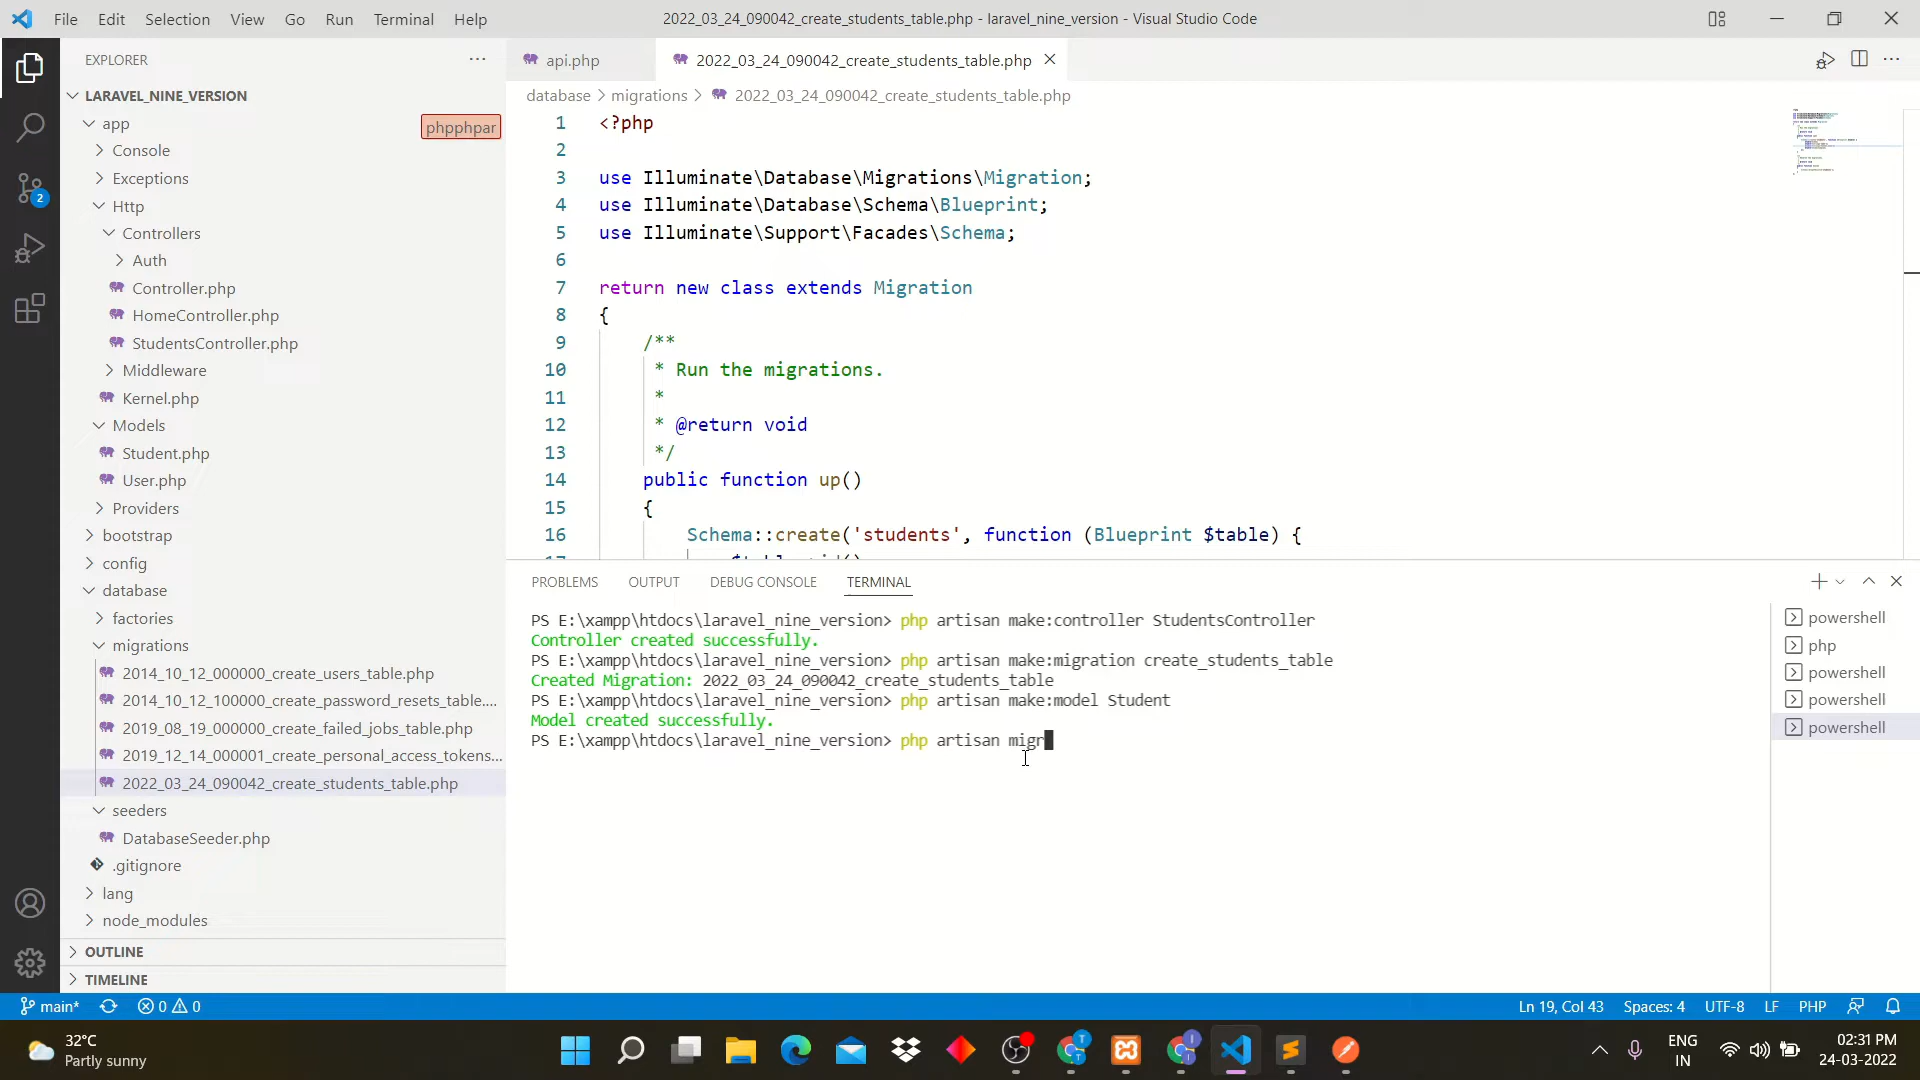 File Edit Selection View Go Run Terminal Help
2022_03_24_090042_create_students_table.php - laravel_nine_version - Visual Studio Code
EXPLORER
LARAVEL_NINE_VERSION
app
phpphpar
Console
Exceptions
Http
Controllers
Auth
Controller.php
HomeController.php
StudentsController.php
Middleware
Kernel.php
Models
Student.php
User.php
Providers
bootstrap
config
database
factories
migrations
2014_10_12_000000_create_users_table.php
2014_10_12_100000_create_password_resets_table....
2019_08_19_000000_create_failed_jobs_table.php
2019_12_14_000001_create_personal_access_tokens...
2022_03_24_090042_create_students_table.php
seeders
DatabaseSeeder.php
.gitignore
lang
node_modules
OUTLINE
TIMELINE
2
api.php
2022_03_24_090042_create_students_table.php
database > migrations > 2022_03_24_090042_create_students_table.php
1 <?php
2
3 use Illuminate\Database\Migrations\Migration;
4 use Illuminate\Database\Schema\Blueprint;
5 use Illuminate\Support\Facades\Schema;
6
7 return new class extends Migration
8 {
9 /**
10 * Run the migrations.
11 *
12 * @return void
13 */
14 public function up()
15 {
16 Schema::create('students', function (Blueprint $table) {
PROBLEMS OUTPUT DEBUG CONSOLE TERMINAL
PS E:\xampp\htdocs\laravel_nine_version> php artisan make:controller StudentsController
Controller created successfully.
PS E:\xampp\htdocs\laravel_nine_version> php artisan make:migration create_students_table
Created Migration: 2022_03_24_090042_create_students_table
PS E:\xampp\htdocs\laravel_nine_version> php artisan make:model Student
Model created successfully.
PS E:\xampp\htdocs\laravel_nine_version> php artisan migr
powershell
php
powershell
powershell
powershell
main* 0 0
Ln 19, Col 43 Spaces: 4 UTF-8 LF PHP
32°C
Partly sunny
ENG
IN
02:31 PM
24-03-2022